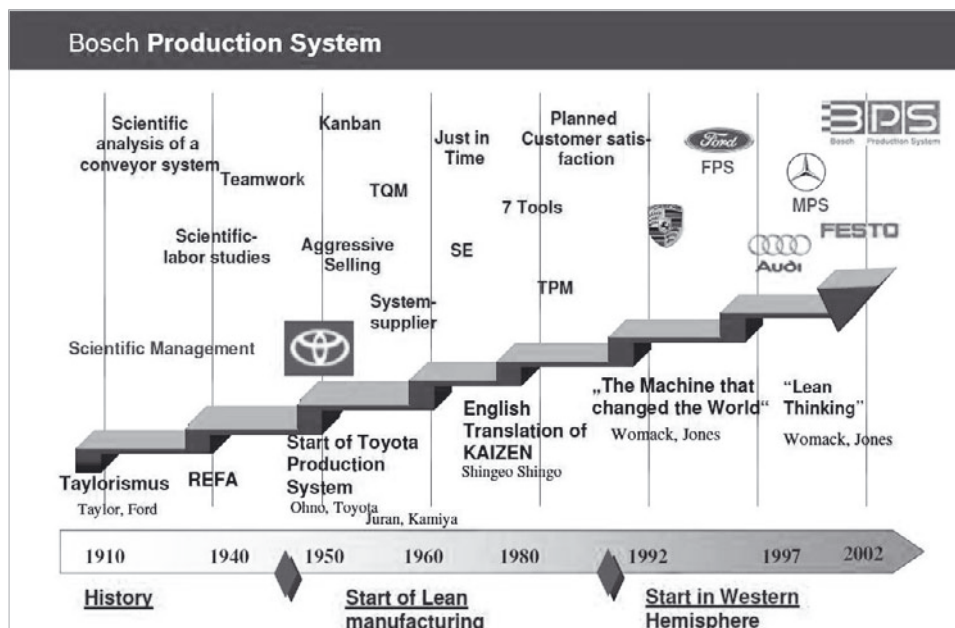 Bosch Production System
Scientific
analysis of a
conveyor system
Teamwork
Scientific-
labor studies
Scientific Management
Kanban
TQM
Aggressive
Selling
System-
supplier
Just in
Time
SE
Planned
Customer satis-
faction
7 Tools
TPM
Ford
FPS
MPS
Audi
BPS
Bosch Production System
FESTO
Taylorismus
Taylor, Ford
REFA
Start of Toyota
Production
System
Ohno, Toyota
Juran, Kamiya
English
Translation of
KAIZEN
Shingeo Shingo
„The Machine that
changed the World“
Womack, Jones
“Lean
Thinking”
Womack, Jones
1910 1940 1950 1960 1980 1992 1997 2002
History
Start of Lean
manufacturing
Start in Western
Hemisphere